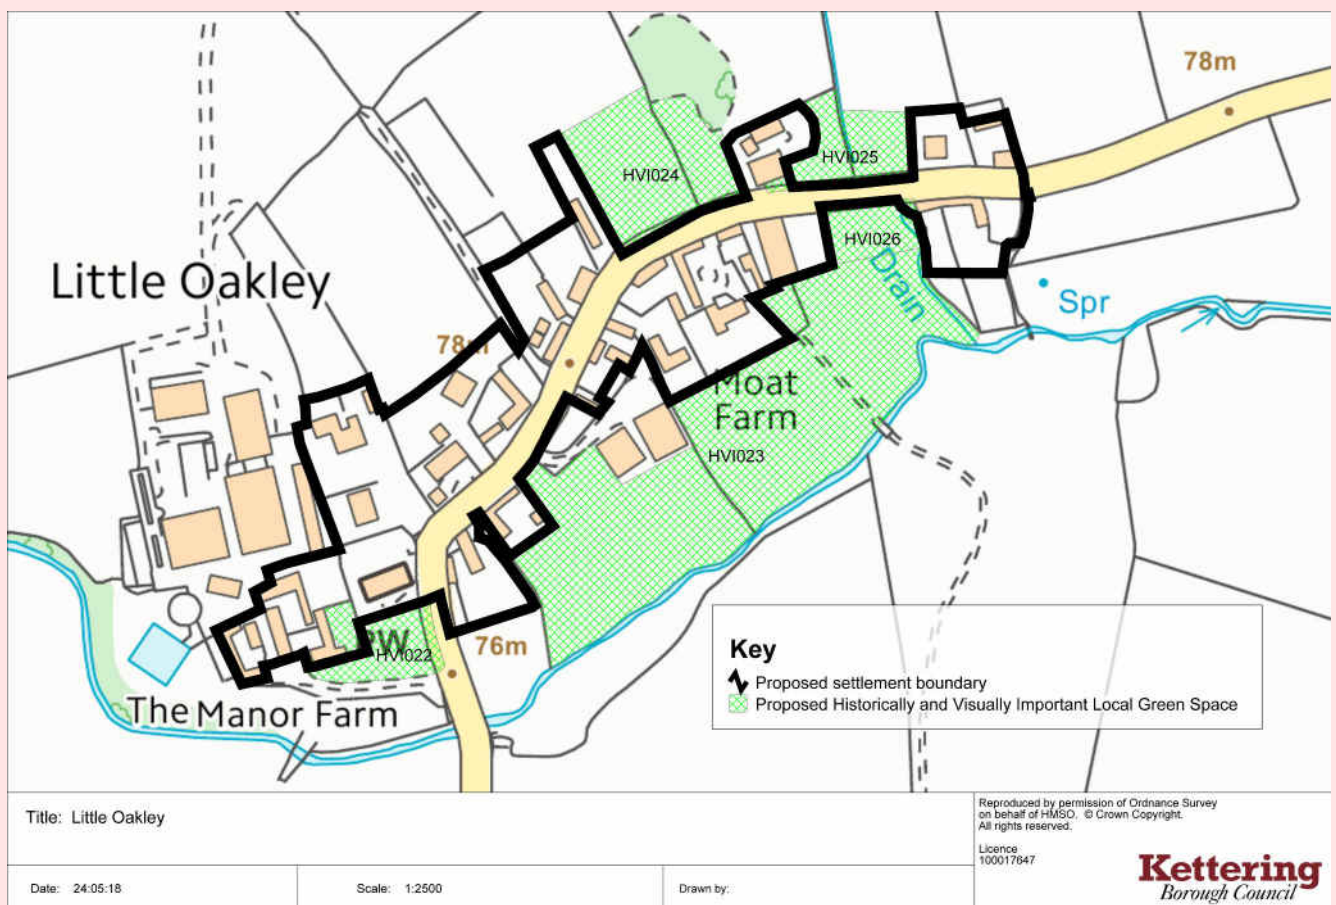 78m
HVI024
HVI025
HVI026
Little Oakley
Drain
Spr
78m
Moat
Farm
HVI023
PW
HVI022
76m
The Manor Farm
Key
Proposed settlement boundary
Proposed Historically and Visually Important Local Green Space
Title: Little Oakley
Reproduced by permission of Ordnance Survey
on behalf of HMSO. © Crown Copyright.
All rights reserved.
Licence
100017647
Date: 24:05:18
Scale: 1:2500
Drawn by:
Kettering
Borough Council